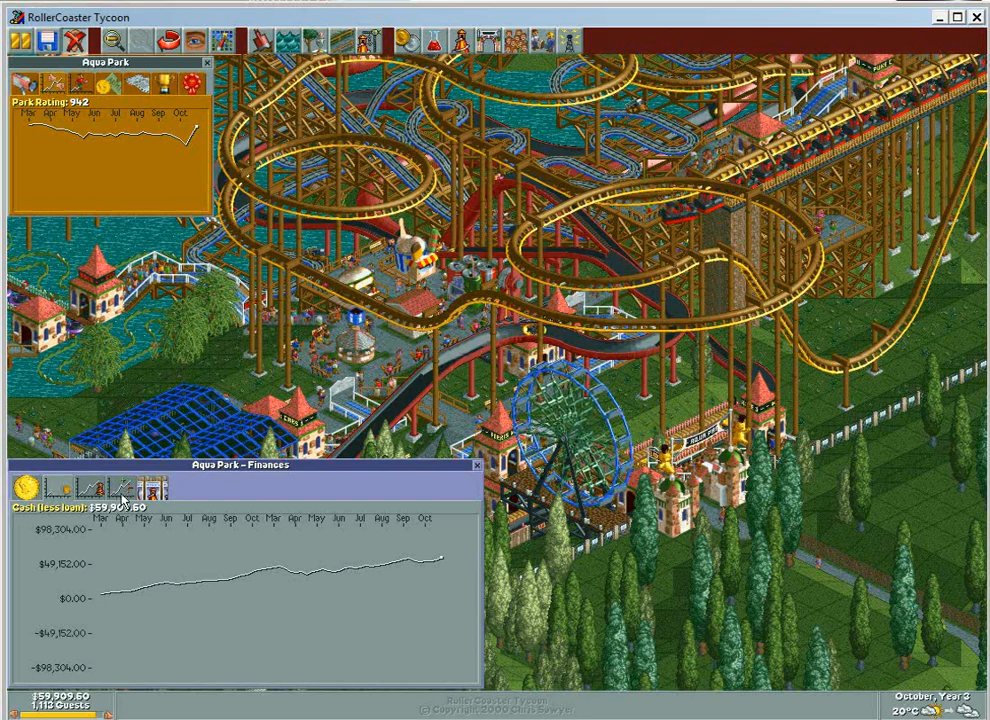 RollerCoaster Tycoon
Aqua Park
Park Rating: 942
Mar Apr May Jun Jul Aug Sep Oct
Aqua Park - Finances
Cash (less loan): $59,909.60
Mar Apr May Jun Jul Aug Sep Oct Mar Apr May Jun Jul Aug Sep Oct
$98,304.00
$49,152.00
$0.00
-$49,152.00
-$98,304.00
$59,909.60
1,113 Guests
RollerCoaster Tycoon
(c) Copyright 2000 Chris Sawyer
October, Year 3
20°C